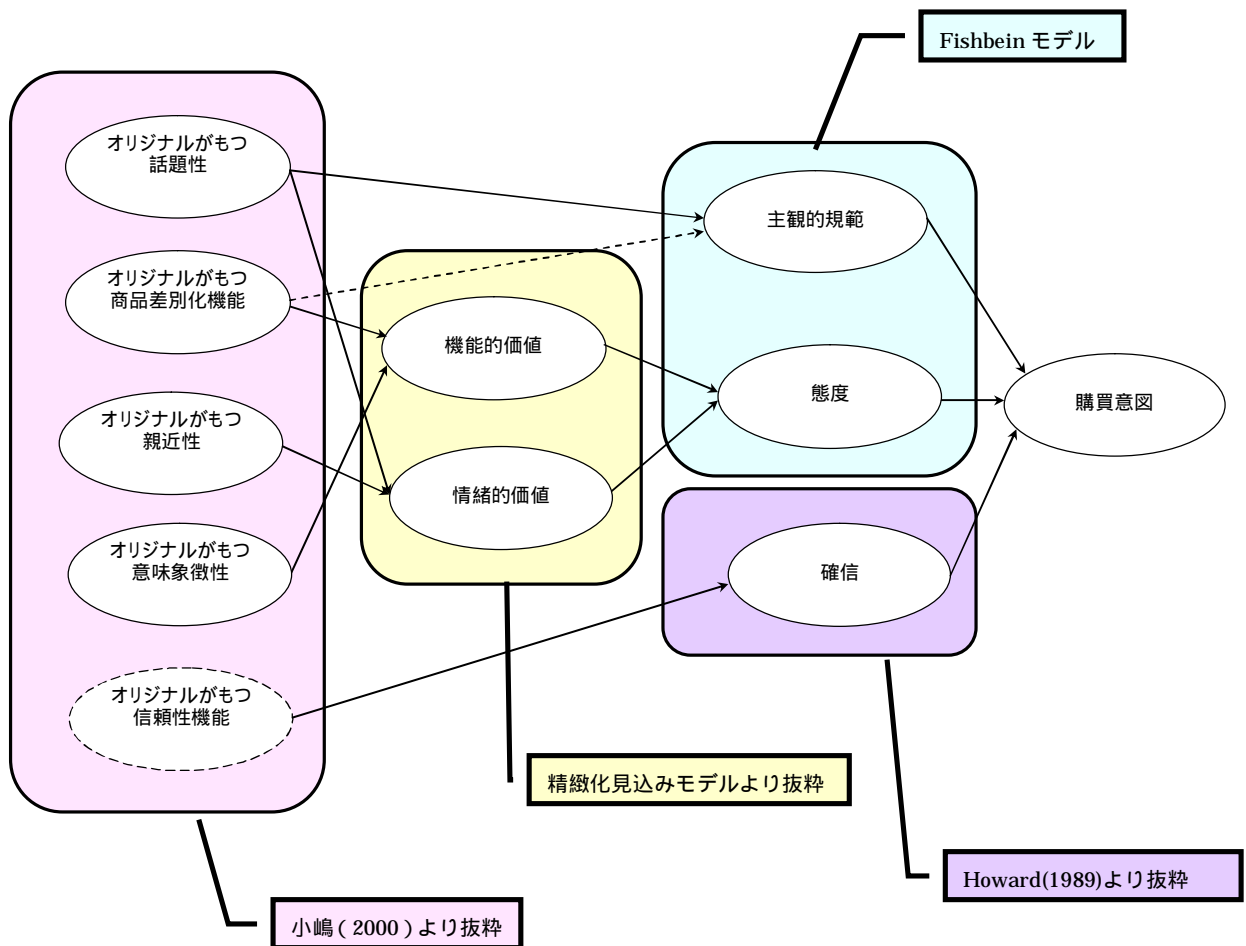 Fishbein モデル
オリジナルがもつ
話題性
主観的規範
オリジナルがもつ
商品差別化機能
機能的価値
態度
購買意図
オリジナルがもつ
親近性
情緒的価値
オリジナルがもつ
意味象徴性
確信
オリジナルがもつ
信頼性機能
精緻化見込みモデルより抜粋
Howard(1989)より抜粋
小嶋 ( 2000 ) より抜粋